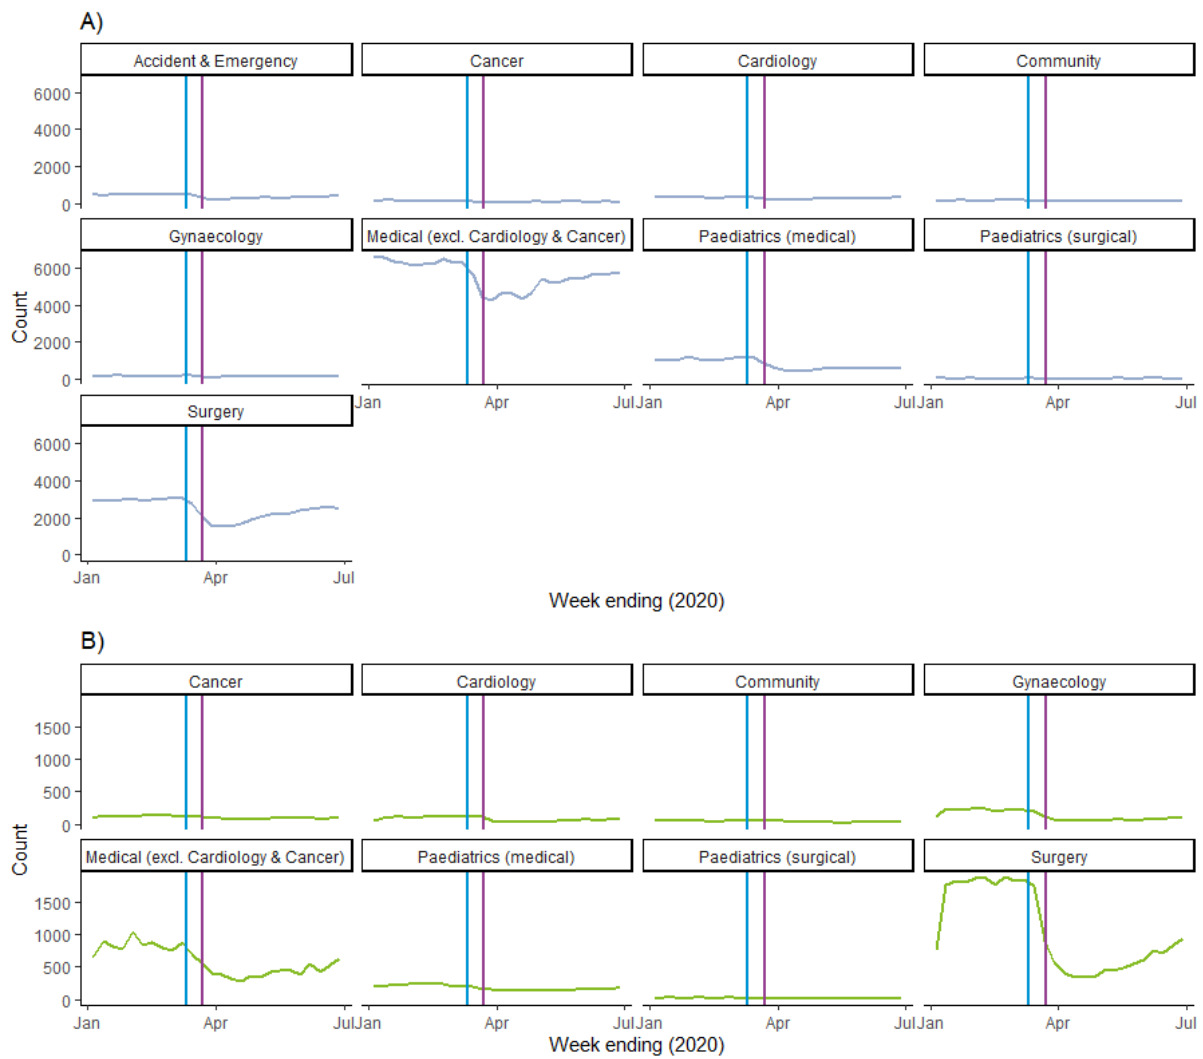 A)
Accident & Emergency Cancer Cardiology Community
6000
4000
2000
0
Gynaecology Medical (excl. Cardiology & Cancer) Paediatrics (medical) Paediatrics (surgical)
6000
4000
2000
0
Count
Jan Apr Jul Jan Apr Jul Jan Apr Jul
Surgery
6000
4000
2000
0
Jan Apr Jul
Week ending (2020)
B)
Cancer Cardiology Community Gynaecology
1500
1000
500
0
Count
Medical (excl. Cardiology & Cancer) Paediatrics (medical) Paediatrics (surgical) Surgery
1500
1000
500
0
Jan Apr Jul Jan Apr Jul Jan Apr Jul Jan Apr Jul
Week ending (2020)